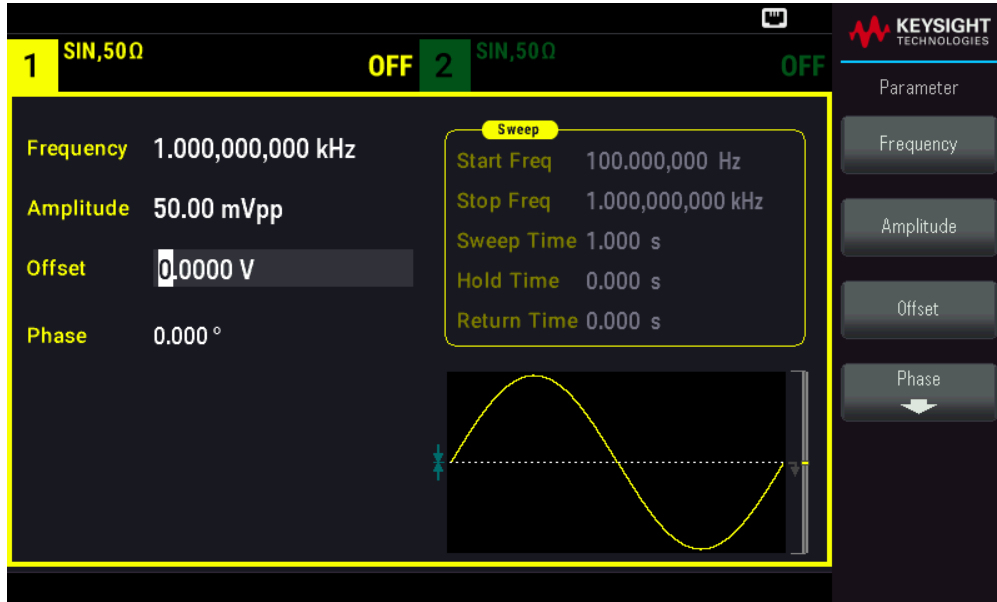 KEYSIGHT
TECHNOLOGIES
1 SIN,50Ω OFF
2 SIN,50Ω OFF
Frequency 1.000,000,000 kHz
Amplitude 50.00 mVpp
Offset 0.0000 V
Phase 0.000 °
Sweep
Start Freq 100.000,000 Hz
Stop Freq 1.000,000,000 kHz
Sweep Time 1.000 s
Hold Time 0.000 s
Return Time 0.000 s
Parameter
Frequency
Amplitude
Offset
Phase